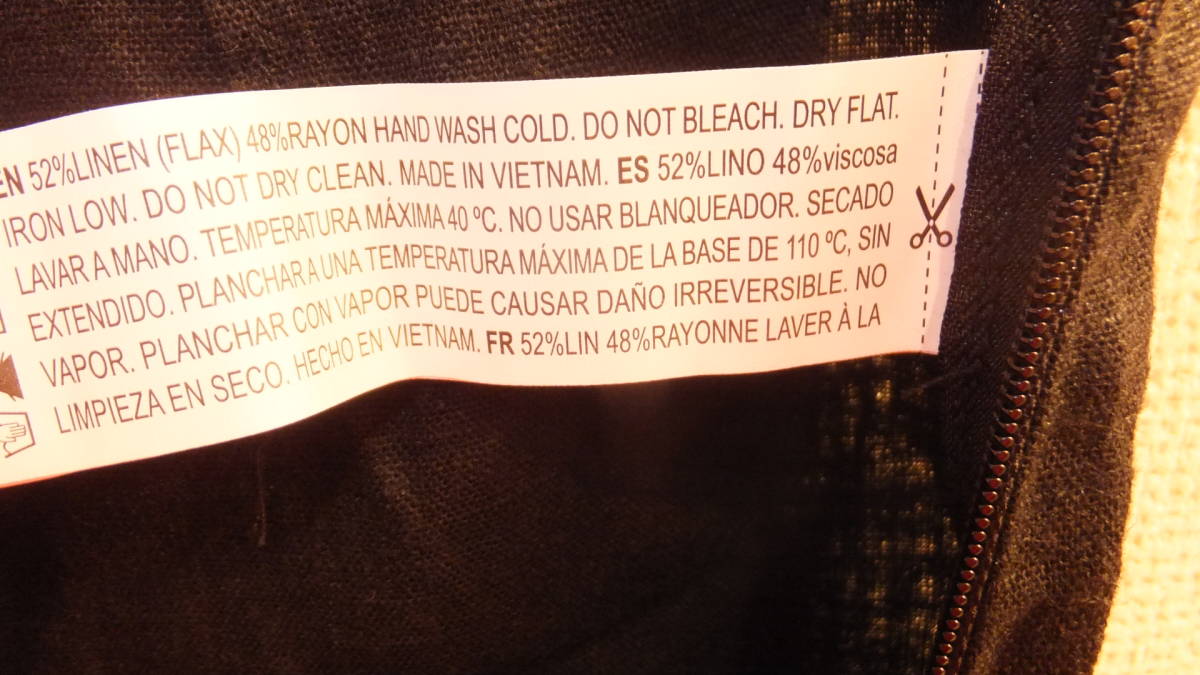 EN 52%LINEN (FLAX) 48%RAYON HAND WASH COLD. DO NOT BLEACH. DRY FLAT.
IRON LOW. DO NOT DRY CLEAN. MADE IN VIETNAM. ES 52%LINO 48%viscosa
LAVAR A MANO. TEMPERATURA MÁXIMA 40 ºC. NO USAR BLANQUEADOR. SECADO
EXTENDIDO. PLANCHAR A UNA TEMPERATURA MÁXIMA DE LA BASE DE 110 ºC, SIN
VAPOR. PLANCHAR CON VAPOR PUEDE CAUSAR DAÑO IRREVERSIBLE. NO
LIMPIEZA EN SECO. HECHO EN VIETNAM. FR 52%LIN 48%RAYONNE LAVER À LA